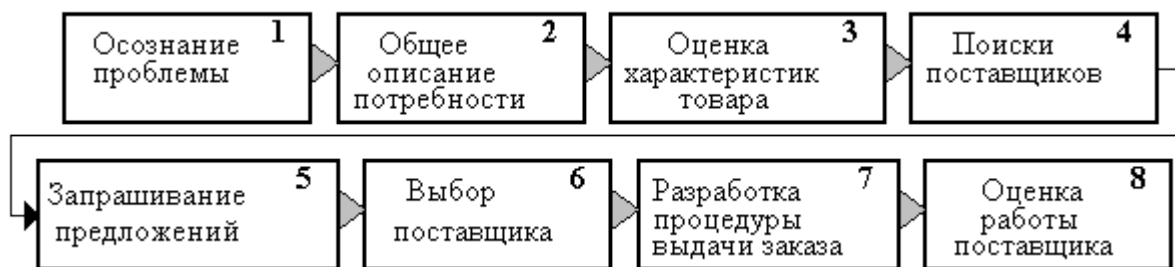 Осознание 1
проблемы
Общее 2
описание
потребности
Оценка 3
характеристик
товара
Поиски 4
поставщиков
Запрашивание 5
предложений
Выбор 6
поставщика
Разработка 7
процедуры
выдачи заказа
Оценка 8
работы
поставщика